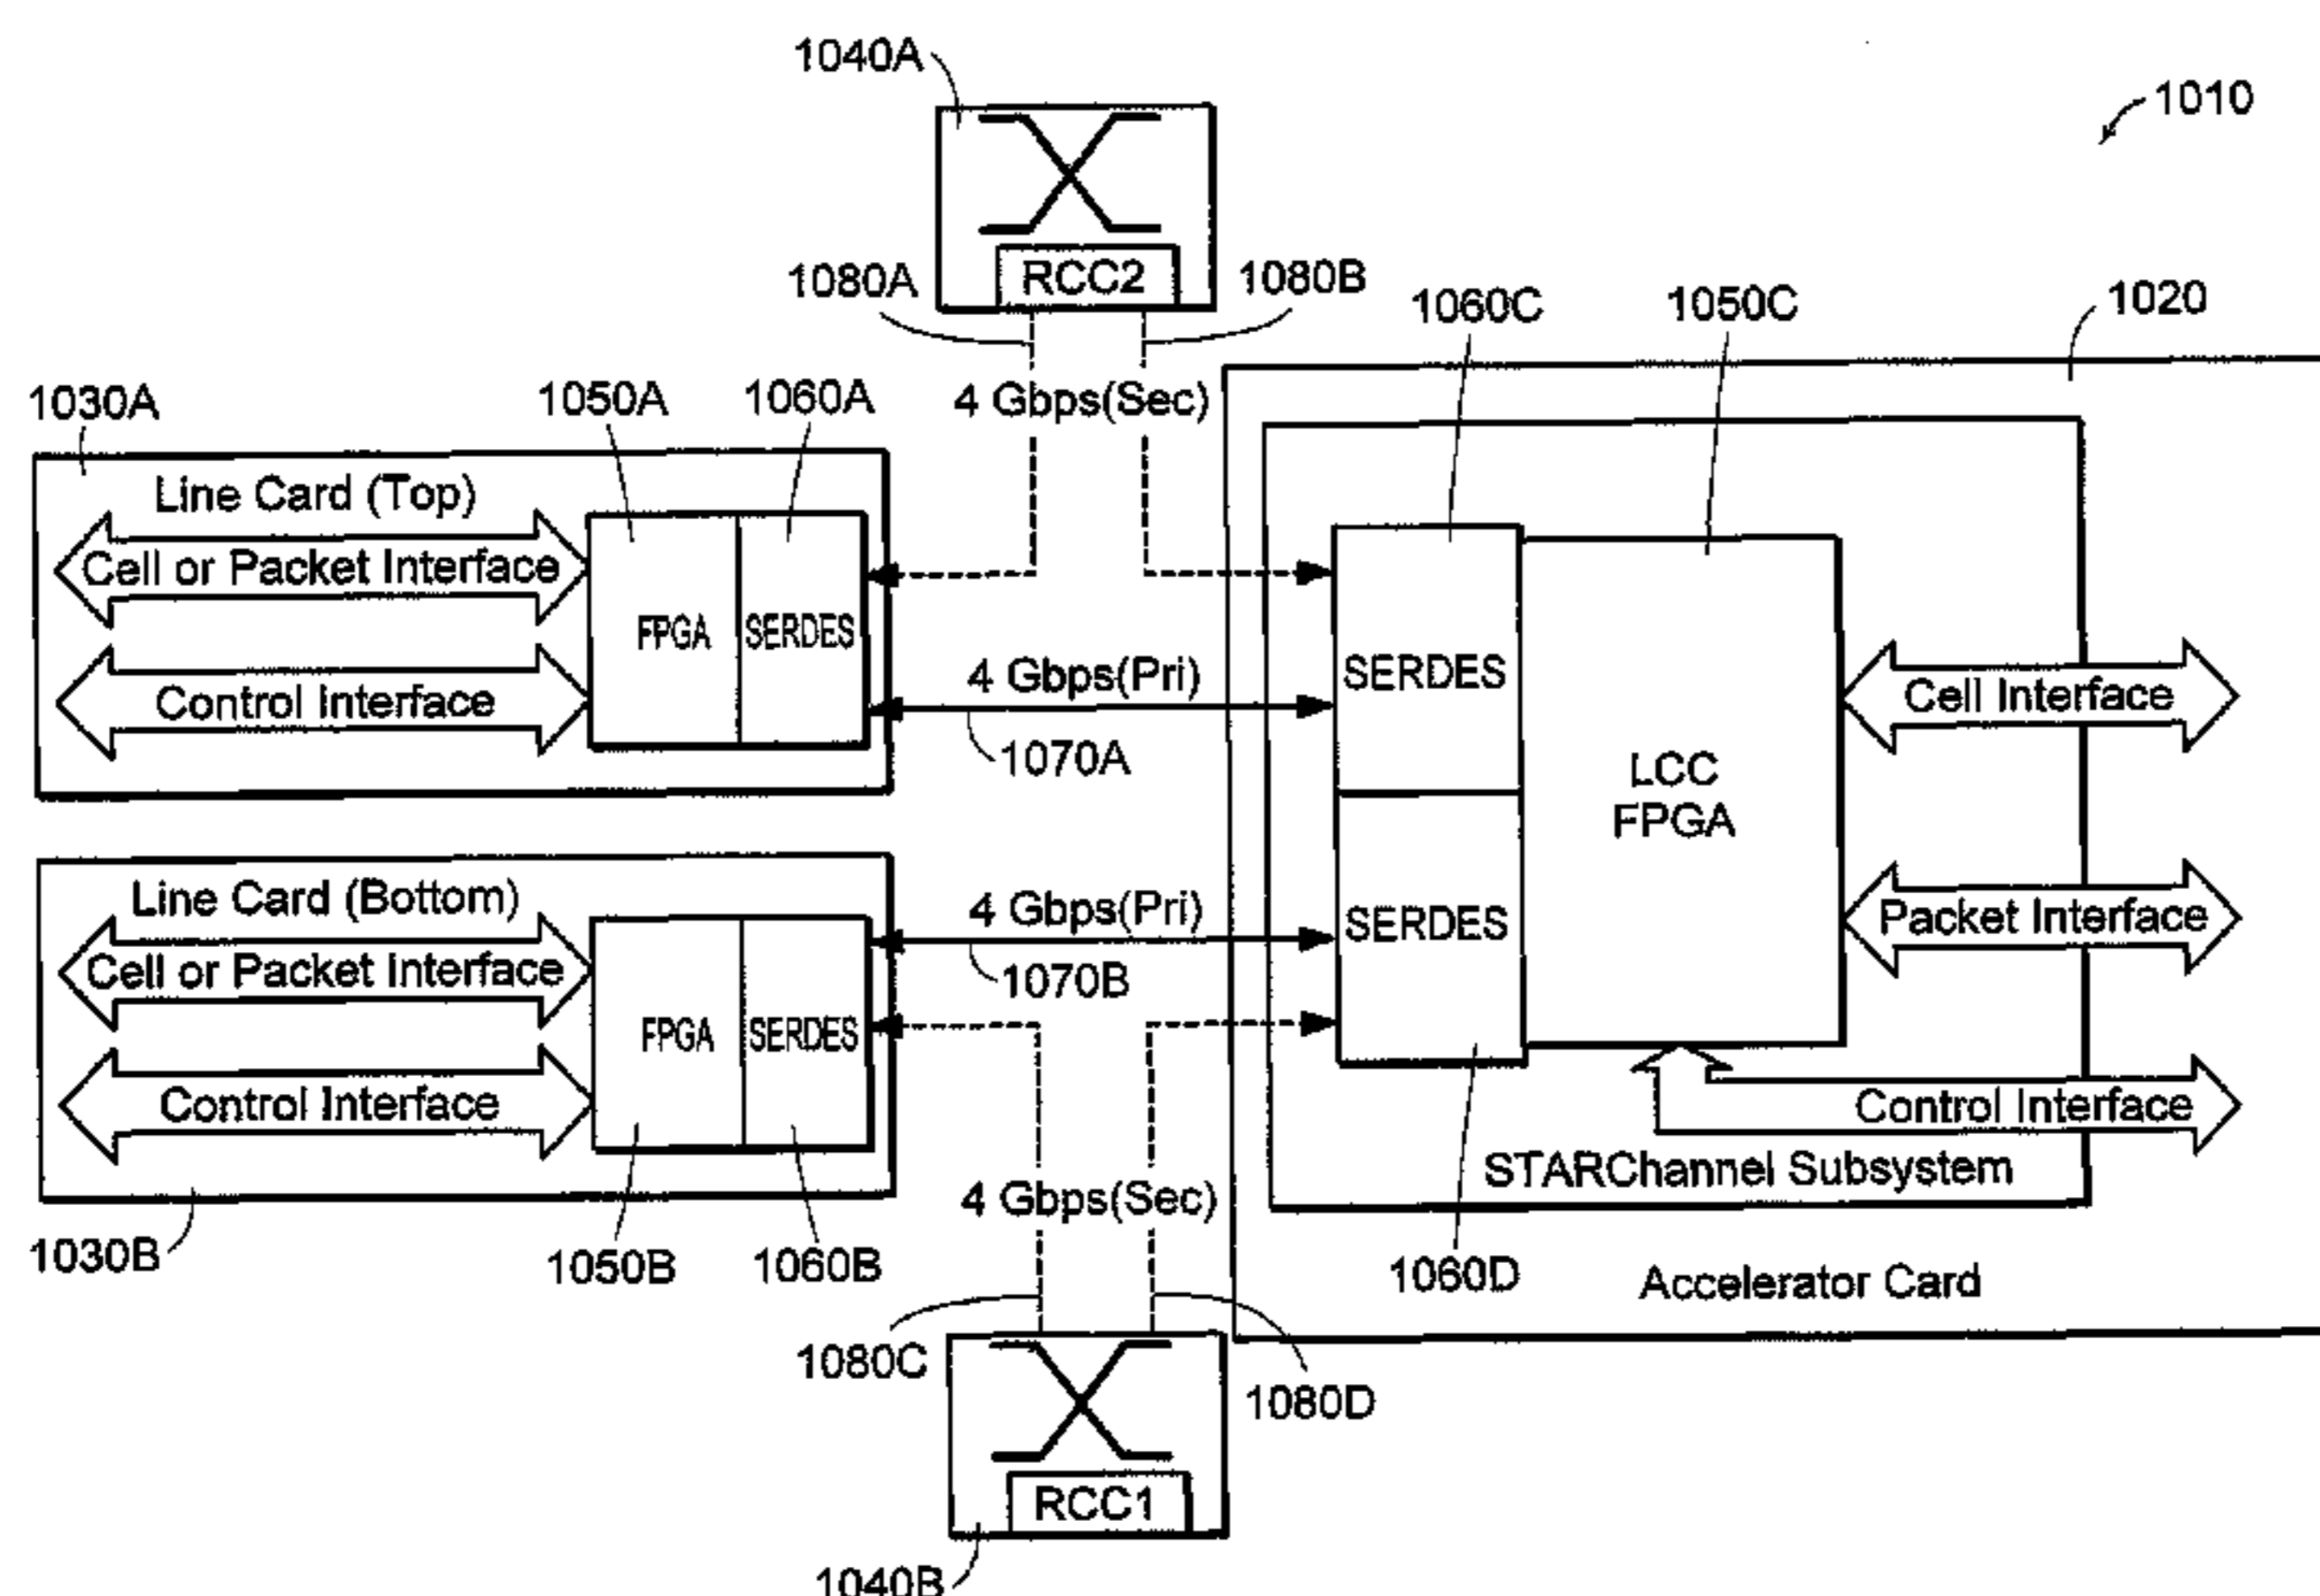 1040A
1010
RCC2
1080A
1080B
1060C
1050C
1020
4 Gbps(Sec)
1030A
1050A
1060A
Line Card (Top)
Cell or Packet Interface
FPGA
SERDES
Control Interface
4 Gbps(Pri)
1070A
SERDES
LCC
FPGA
Cell Interface
Line Card (Bottom)
Cell or Packet Interface
FPGA
SERDES
Control Interface
4 Gbps(Pri)
1070B
SERDES
Packet Interface
Control Interface
STARChannel Subsystem
4 Gbps(Sec)
1030B
1050B
1060B
1060D
Accelerator Card
1080C
1080D
RCC1
1040B